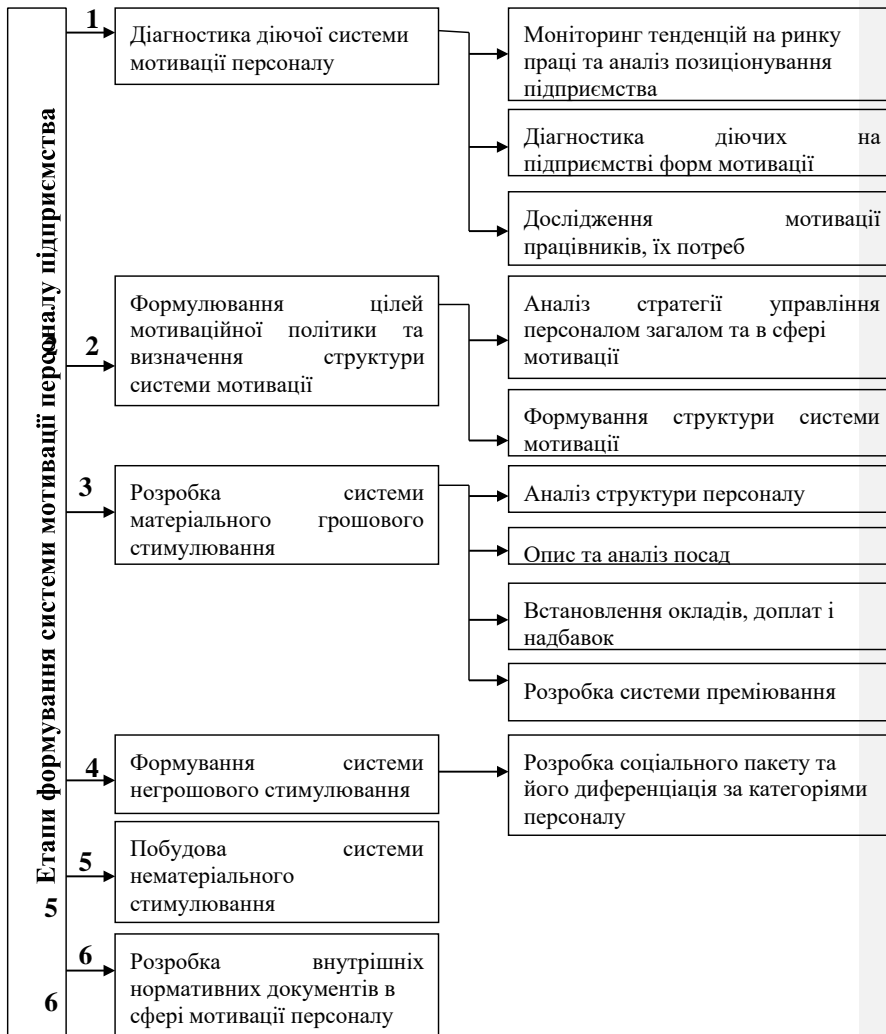 Етапи формування системи мотивації персоналу підприємства
1
Діагностика діючої системи
мотивації персоналу
Моніторинг тенденцій на ринку
праці та аналіз позиціонування
підприємства
Діагностика діючих на
підприємстві форм мотивації
Дослідження мотивації
працівників, їх потреб
2
Формулювання цілей
мотиваційної політики та
визначення структури
системи мотивації
Аналіз стратегії управління
персоналом загалом та в сфері
мотивації
Формування структури системи
мотивації
3
Розробка системи
матеріального грошового
стимулювання
Аналіз структури персоналу
Опис та аналіз посад
Встановлення окладів, доплат і
надбавок
Розробка системи преміювання
4
Формування системи
негрошового стимулювання
Розробка соціального пакету та
його диференціація за категоріями
персоналу
5
Побудова системи
нематеріального
стимулювання
5
6
Розробка внутрішніх
нормативних документів в
сфері мотивації персоналу
6